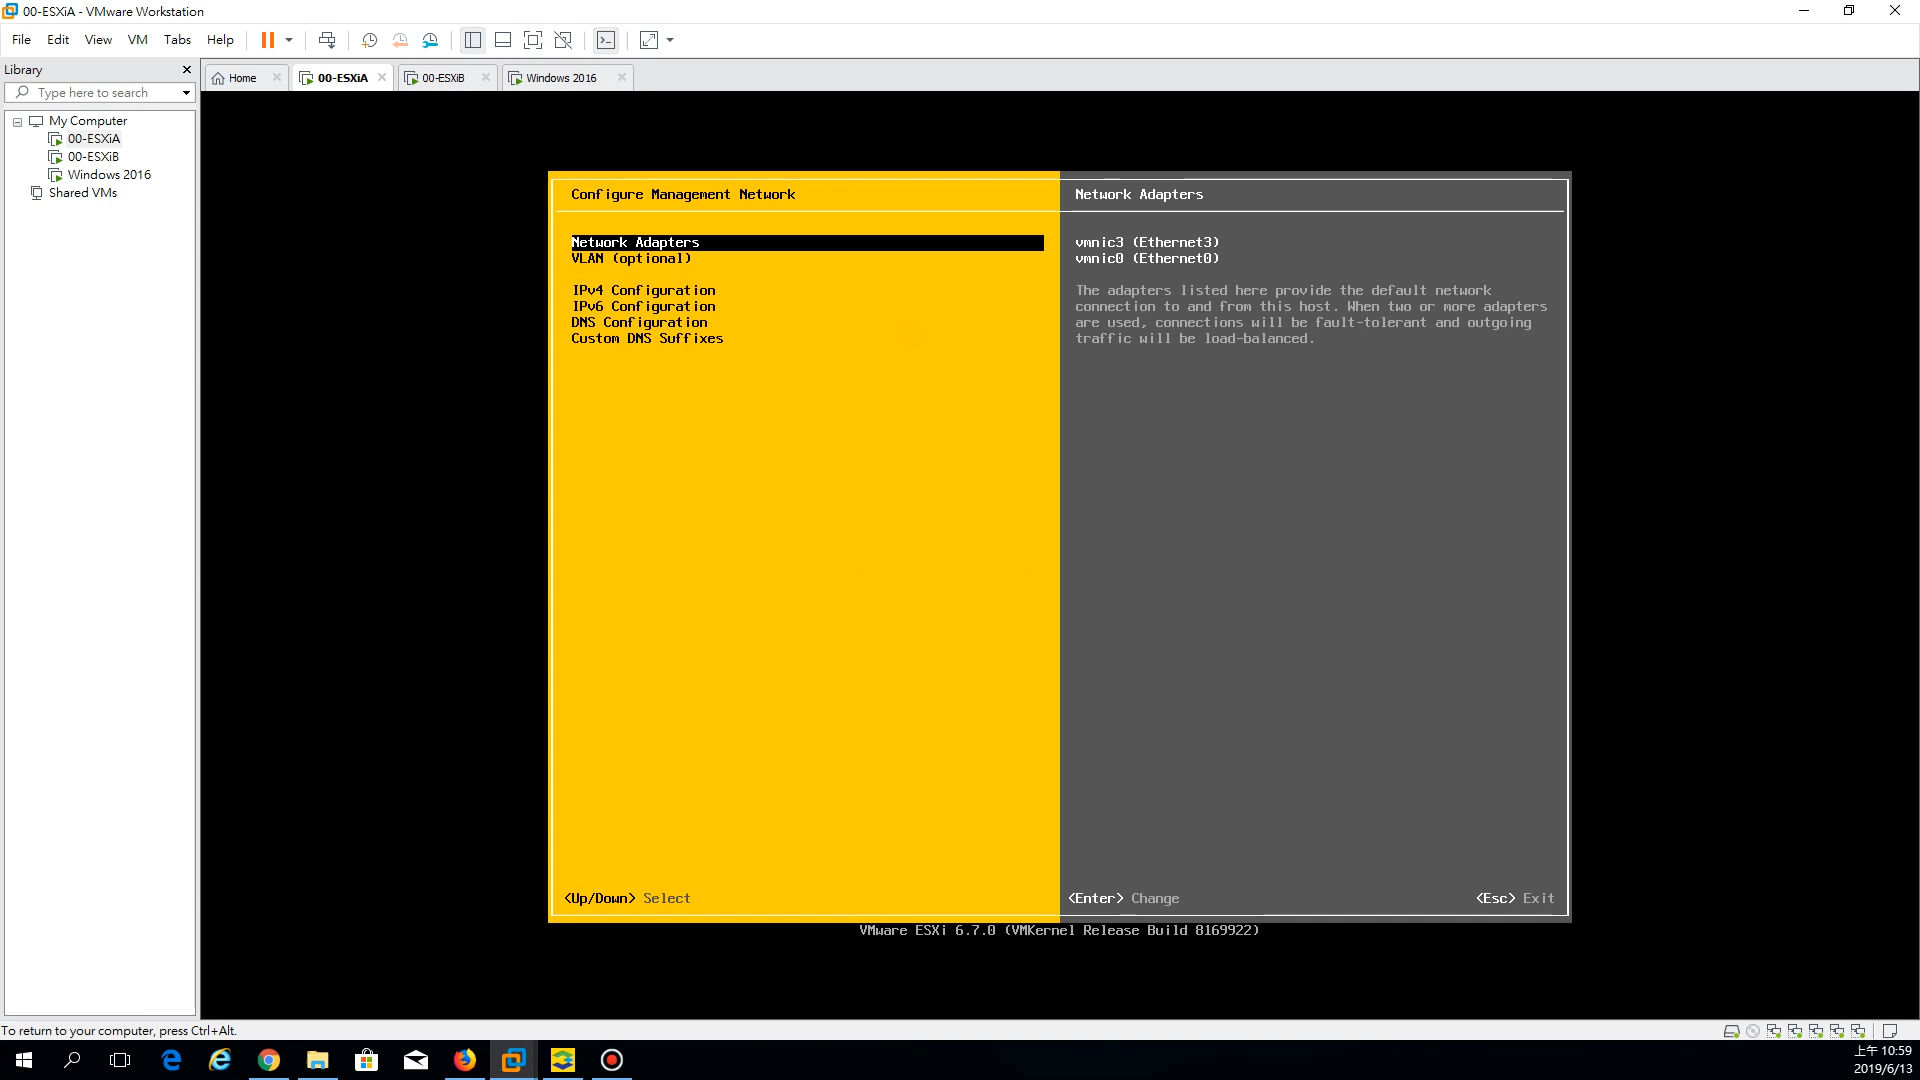 00-ESXiA - VMware Workstation
File Edit View VM Tabs Help
Library
Type here to search
My Computer
00-ESXiA
00-ESXiB
Windows 2016
Shared VMs
Home 00-ESXiA 00-ESXiB Windows 2016
Configure Management Network
Network Adapters
VLAN (optional)
IPv4 Configuration
IPv6 Configuration
DNS Configuration
Custom DNS Suffixes
<Up/Down> Select
Network Adapters
vmnic3 (Ethernet3)
vmnic0 (Ethernet0)
The adapters listed here provide the default network
connection to and from this host. When two or more adapters
are used, connections will be fault-tolerant and outgoing
traffic will be load-balanced.
<Enter> Change <Esc> Exit
VMware ESXi 6.7.0 (VMKernel Release Build 8169922)
To return to your computer, press Ctrl+Alt.
上午 10:59
2019/6/13